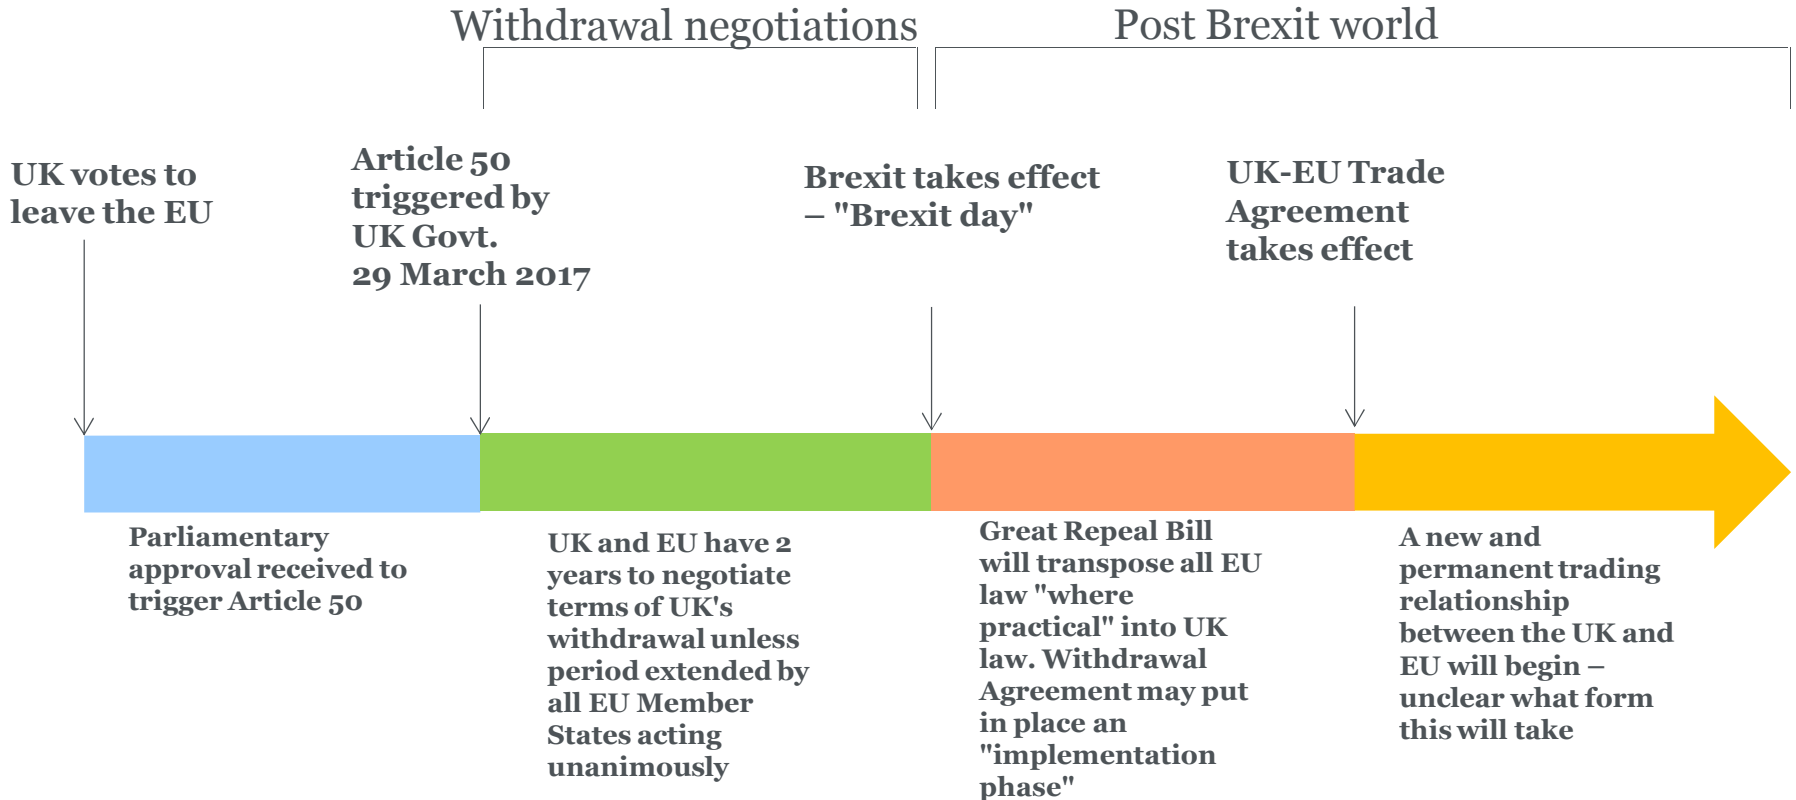 Withdrawal negotiations
Post Brexit world
UK votes to
leave the EU
Article 50
triggered by
UK Govt.
29 March 2017
Brexit takes effect
– "Brexit day"
UK-EU Trade
Agreement
takes effect
Parliamentary
approval received to
trigger Article 50
UK and EU have 2
years to negotiate
terms of UK's
withdrawal unless
period extended by
all EU Member
States acting
unanimously
Great Repeal Bill
will transpose all EU
law "where
practical" into UK
law. Withdrawal
Agreement may put
in place an
"implementation
phase"
A new and
permanent trading
relationship
between the UK and
EU will begin –
unclear what form
this will take